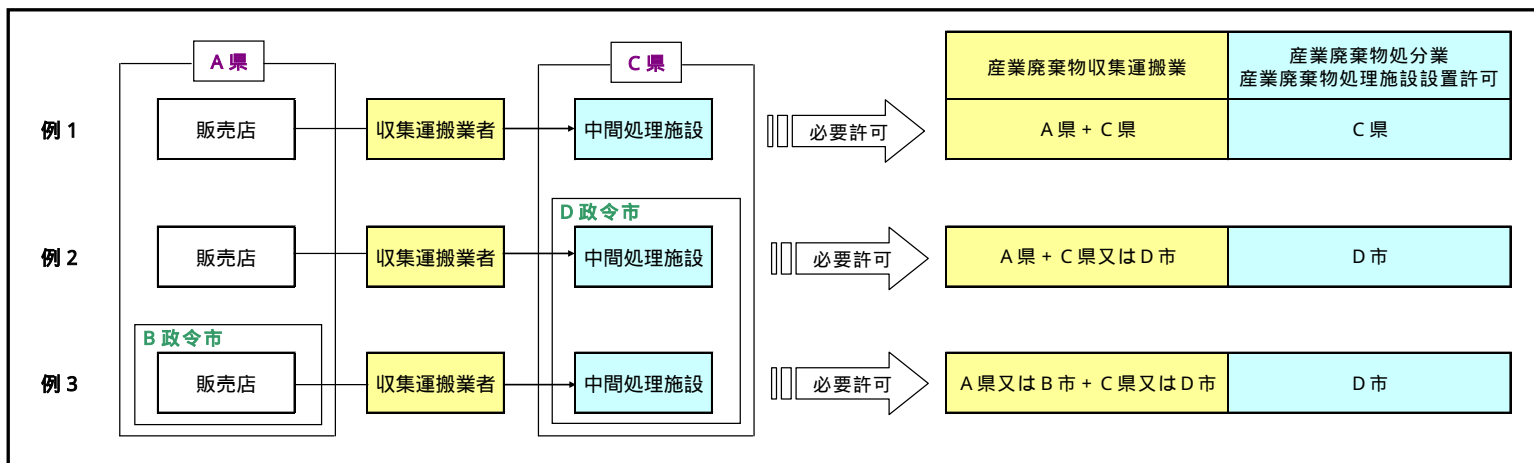 A県
C県
産業廃棄物収集運搬業
産業廃棄物処分業
産業廃棄物処理施設設置許可
例1
販売店
収集運搬業者
中間処理施設
必要許可
A県+C県
C県
D政令市
例2
販売店
収集運搬業者
中間処理施設
必要許可
A県+C県又はD市
D市
B政令市
例3
販売店
収集運搬業者
中間処理施設
必要許可
A県又はB市+C県又はD市
D市